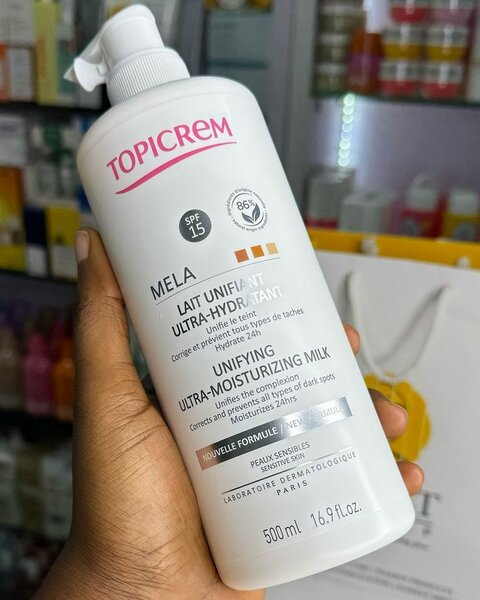 TOPICREM
SPF
15
86%
MELA
LAIT UNIFIANT
ULTRA-HYDRATANT
Unifie le teint
Corrige et prévient tous types de taches
Hydrate 24h
UNIFYING
ULTRA-MOISTURIZING MILK
Unifies the complexion
Corrects and prevents all types of dark spots
Moisturizes 24hrs
NOUVELLE FORMULE / NEW FORMULA
PEAUX SENSIBLES
SENSITIVE SKIN
LABORATOIRE DERMATOLOGIQUE
PARIS
500 ml 16.9 fl.oz.